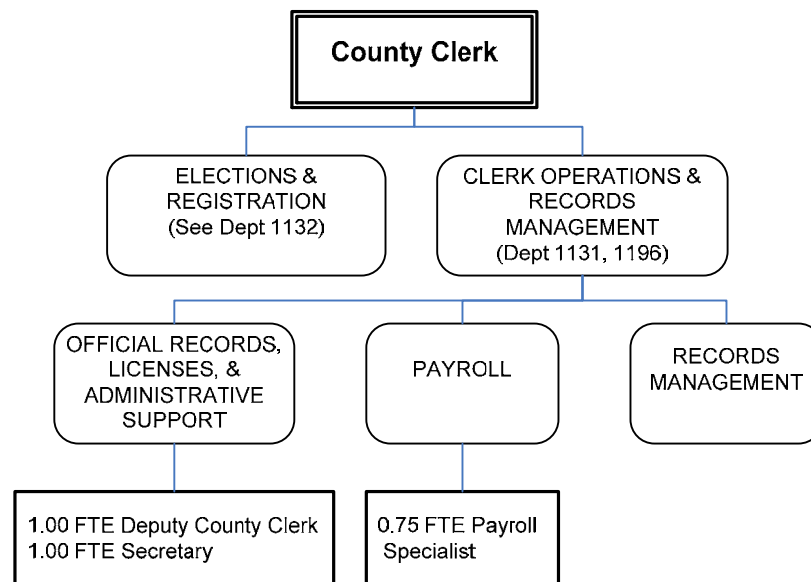 County Clerk
ELECTIONS &
REGISTRATION
(See Dept 1132)
CLERK OPERATIONS &
RECORDS
MANAGEMENT
(Dept 1131, 1196)
OFFICIAL RECORDS,
LICENSES, &
ADMINISTRATIVE
SUPPORT
PAYROLL
RECORDS
MANAGEMENT
1.00 FTE Deputy County Clerk
1.00 FTE Secretary
0.75 FTE Payroll
Specialist